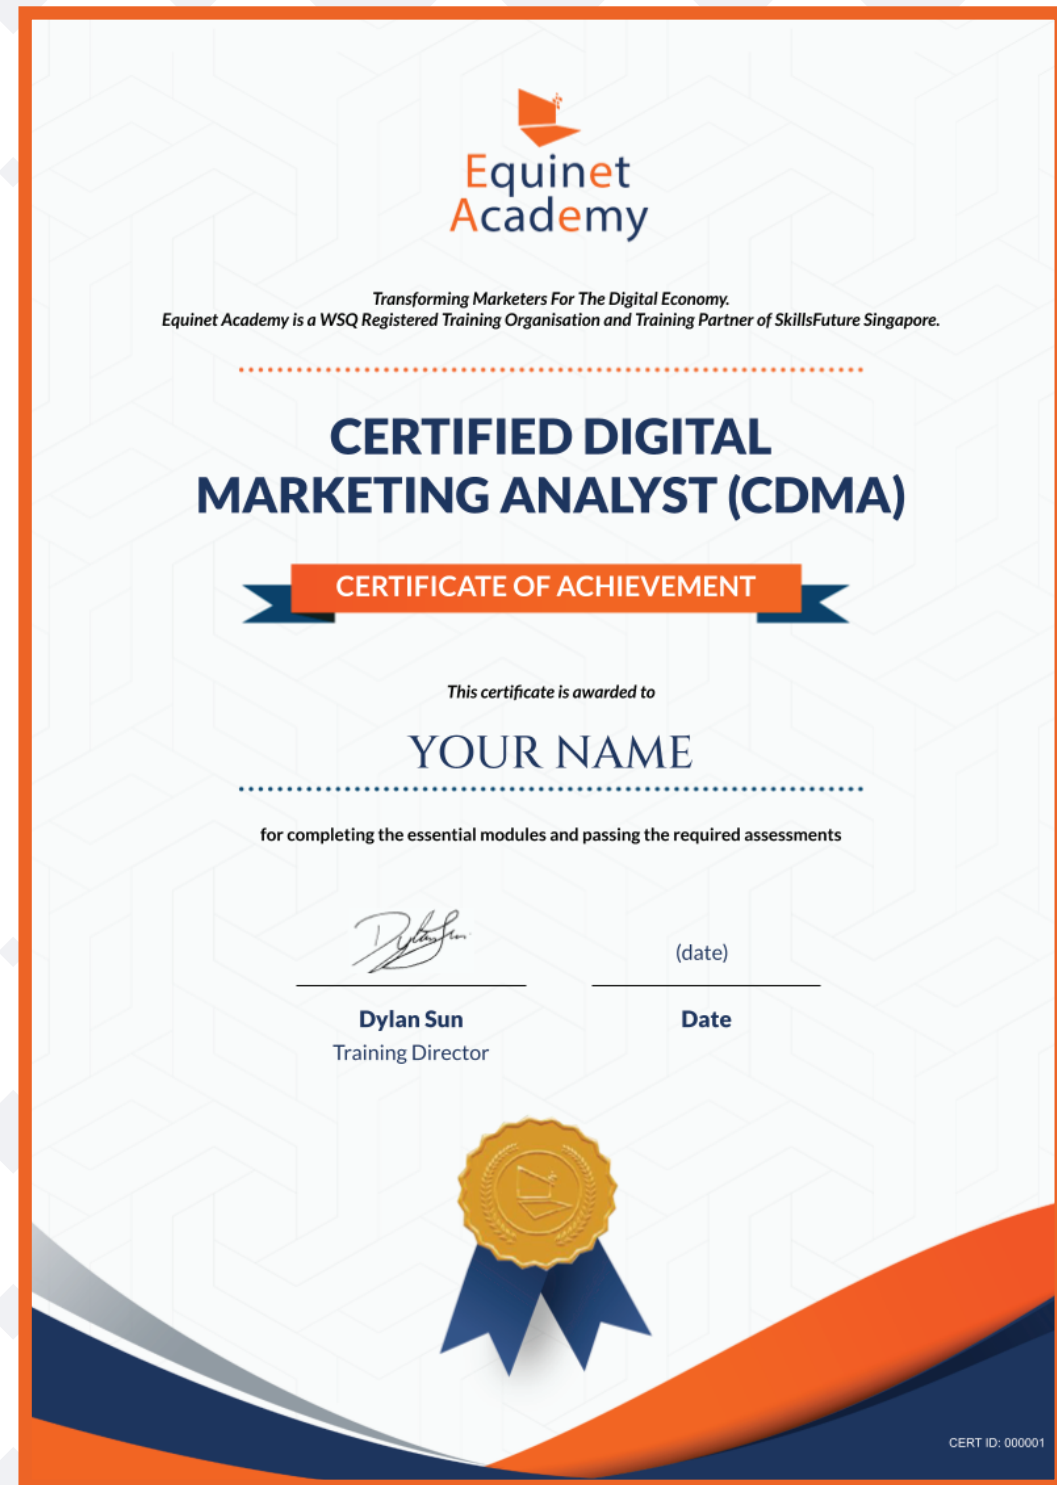 Equinet
Academy
Transforming Marketers For The Digital Economy.
Equinet Academy is a WSQ Registered Training Organisation and Training Partner of SkillsFuture Singapore.
CERTIFIED DIGITAL
MARKETING ANALYST (CDMA)
CERTIFICATE OF ACHIEVEMENT
This certificate is awarded to
YOUR NAME
for completing the essential modules and passing the required assessments
Dylan Sun
(date)
Dylan Sun
Date
Training Director
CERT ID: 000001